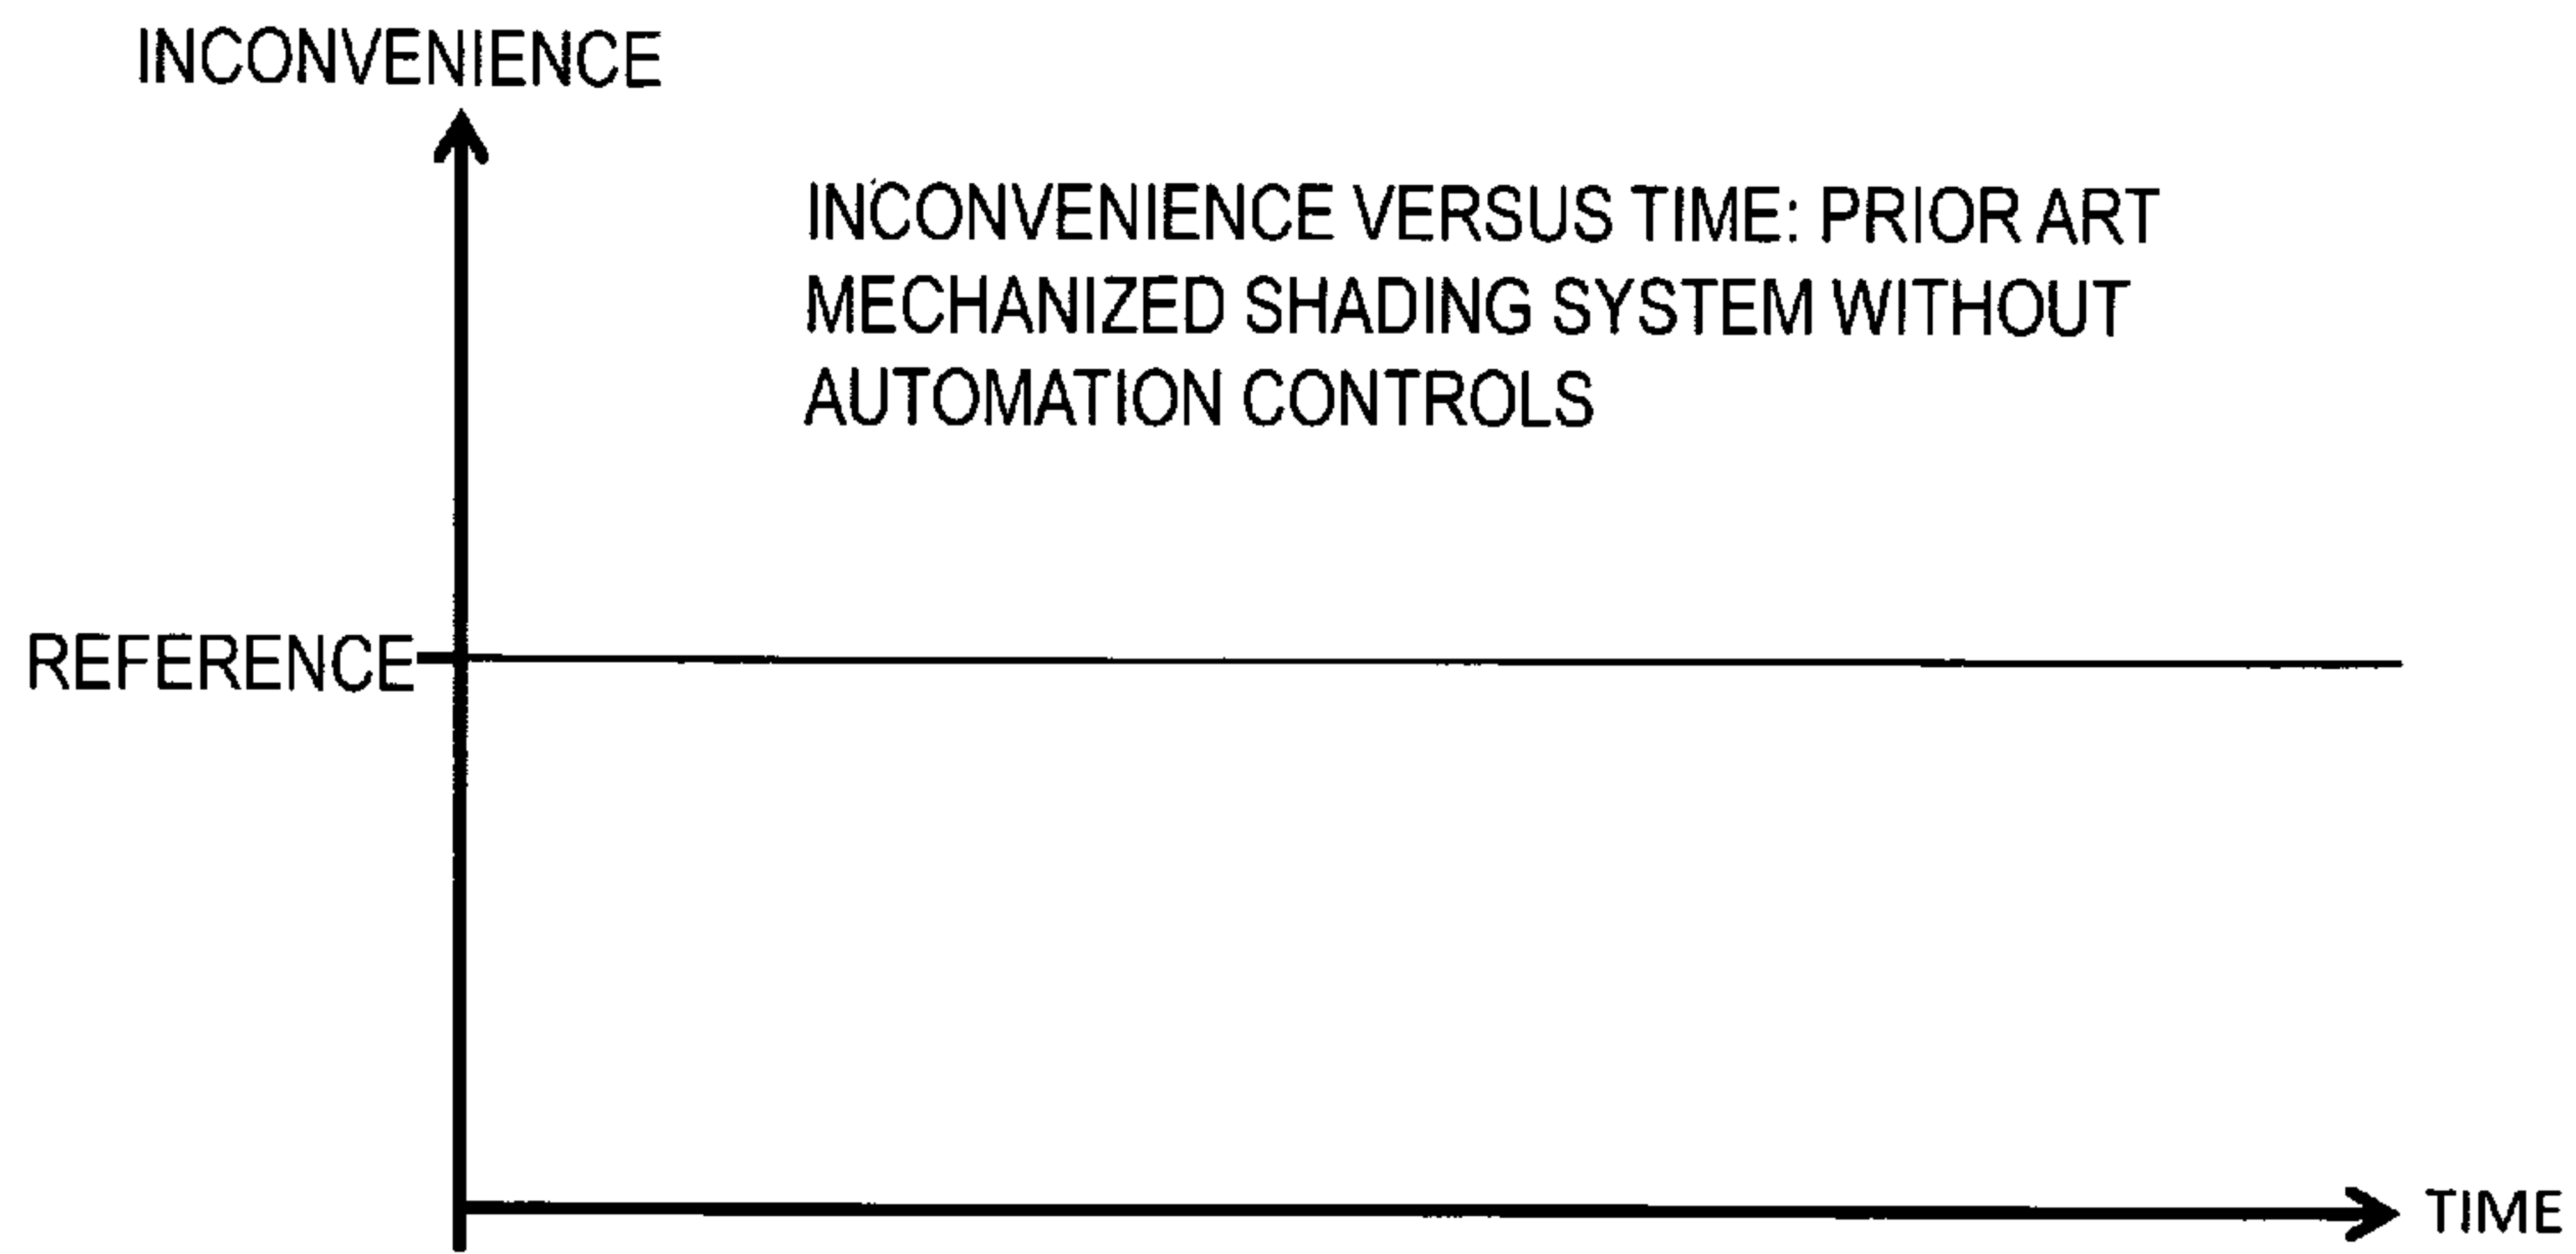 INCONVENIENCE
INCONVENIENCE VERSUS TIME: PRIOR ART
MECHANIZED SHADING SYSTEM WITHOUT
AUTOMATION CONTROLS
REFERENCE
TIME